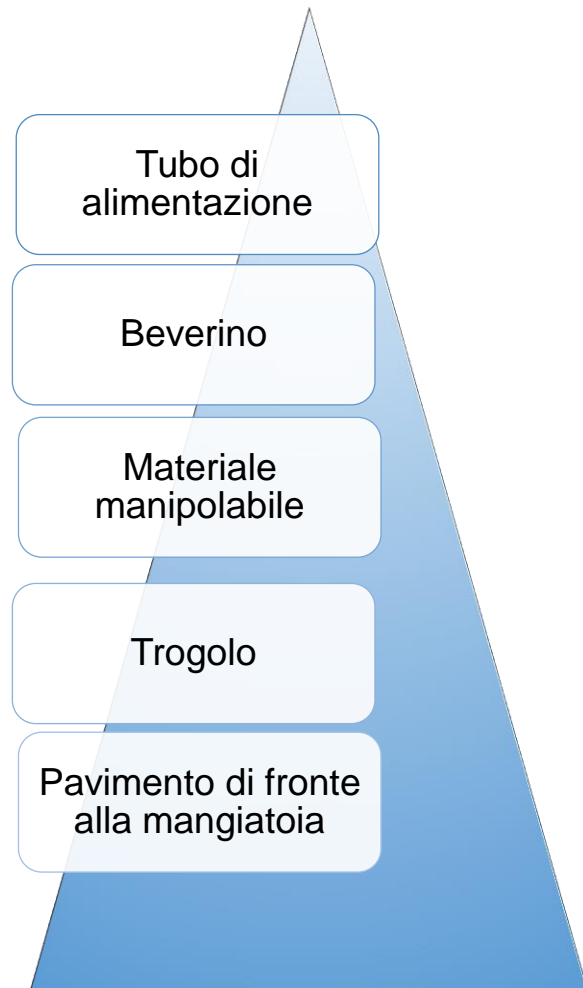 Tubo di
alimentazione
Beverino
Materiale
manipolabile
Trogolo
Pavimento di fronte
alla mangiatoia